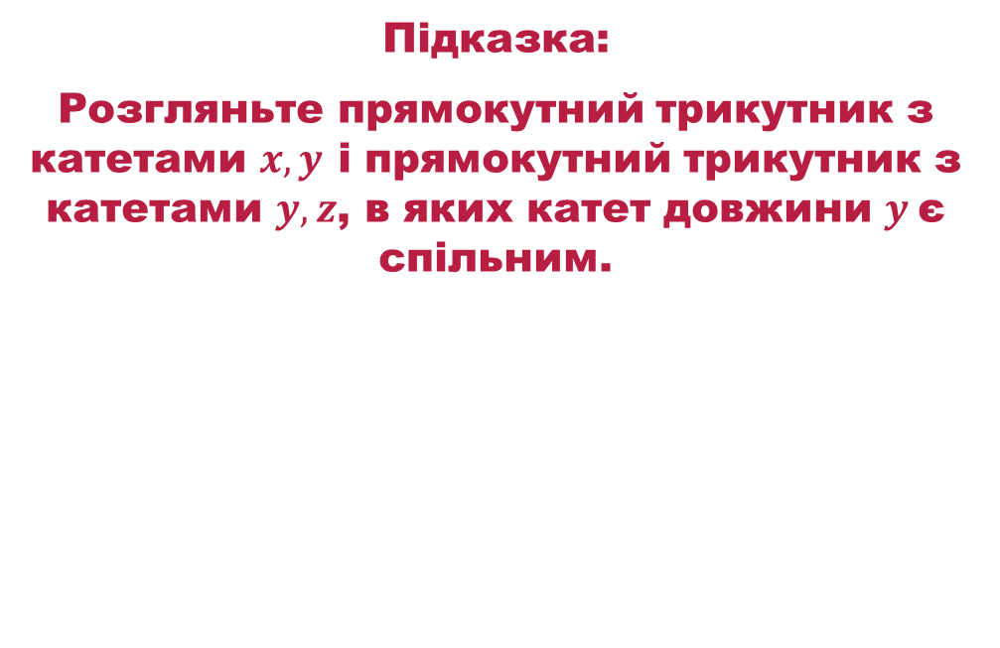 Підказка:
Розгляньте прямокутний трикутник з
катетами x, y і прямокутний трикутник з
катетами y, z, в яких катет довжини y є
спільним.